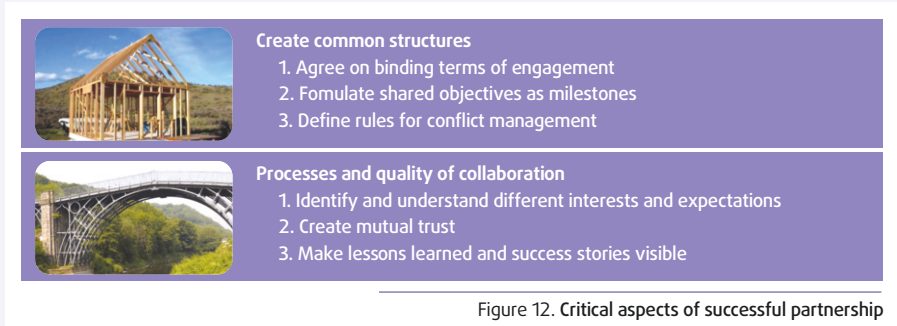 Create common structures
1. Agree on binding terms of engagement
2. Fomulate shared objectives as milestones
3. Define rules for conflict management
Processes and quality of collaboration
1. Identify and understand different interests and expectations
2. Create mutual trust
3. Make lessons learned and success stories visible
Figure 12. Critical aspects of successful partnership